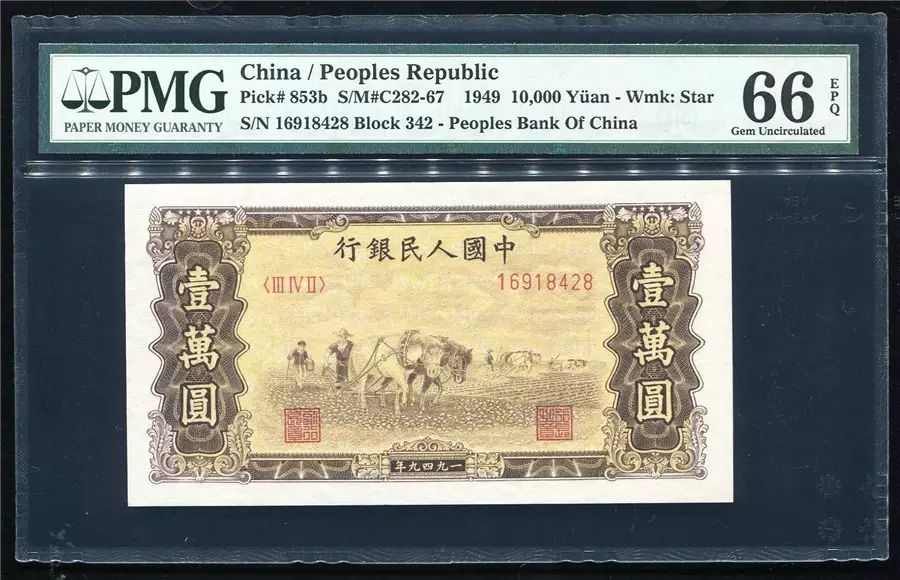 PMG
PAPER MONEY GUARANTY
China / Peoples Republic
Pick# 853b S/M#C282-67 1949 10,000 Yüan - Wmk: Star
S/N 16918428 Block 342 - Peoples Bank Of China
66 EPQ
Gem Uncirculated
行銀民人國中
〈III IV II〉 16918428
壹萬圓
壹萬圓
年九四九一